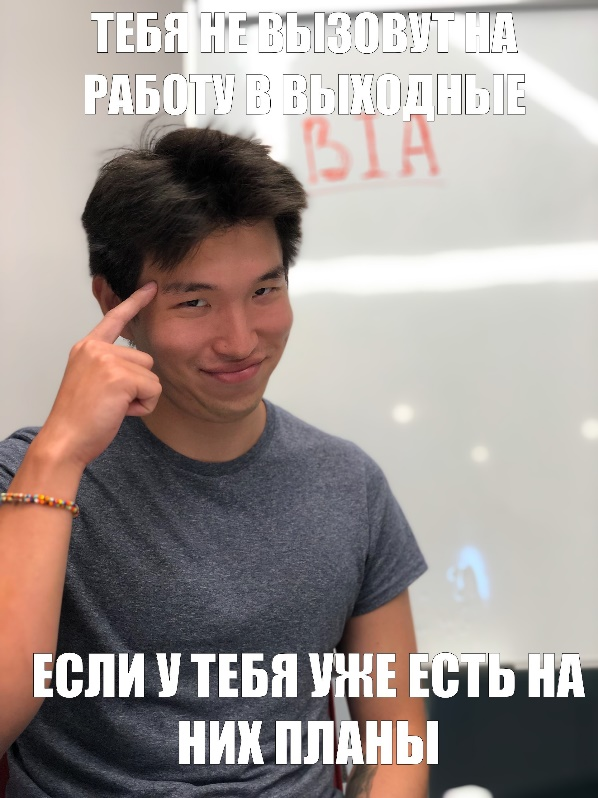 ТЕБЯ НЕ ВЫЗОВУТ НА
РАБОТУ В ВЫХОДНЫЕ
BIA
ЕСЛИ У ТЕБЯ УЖЕ ЕСТЬ НА
НИХ ПЛАНЫ